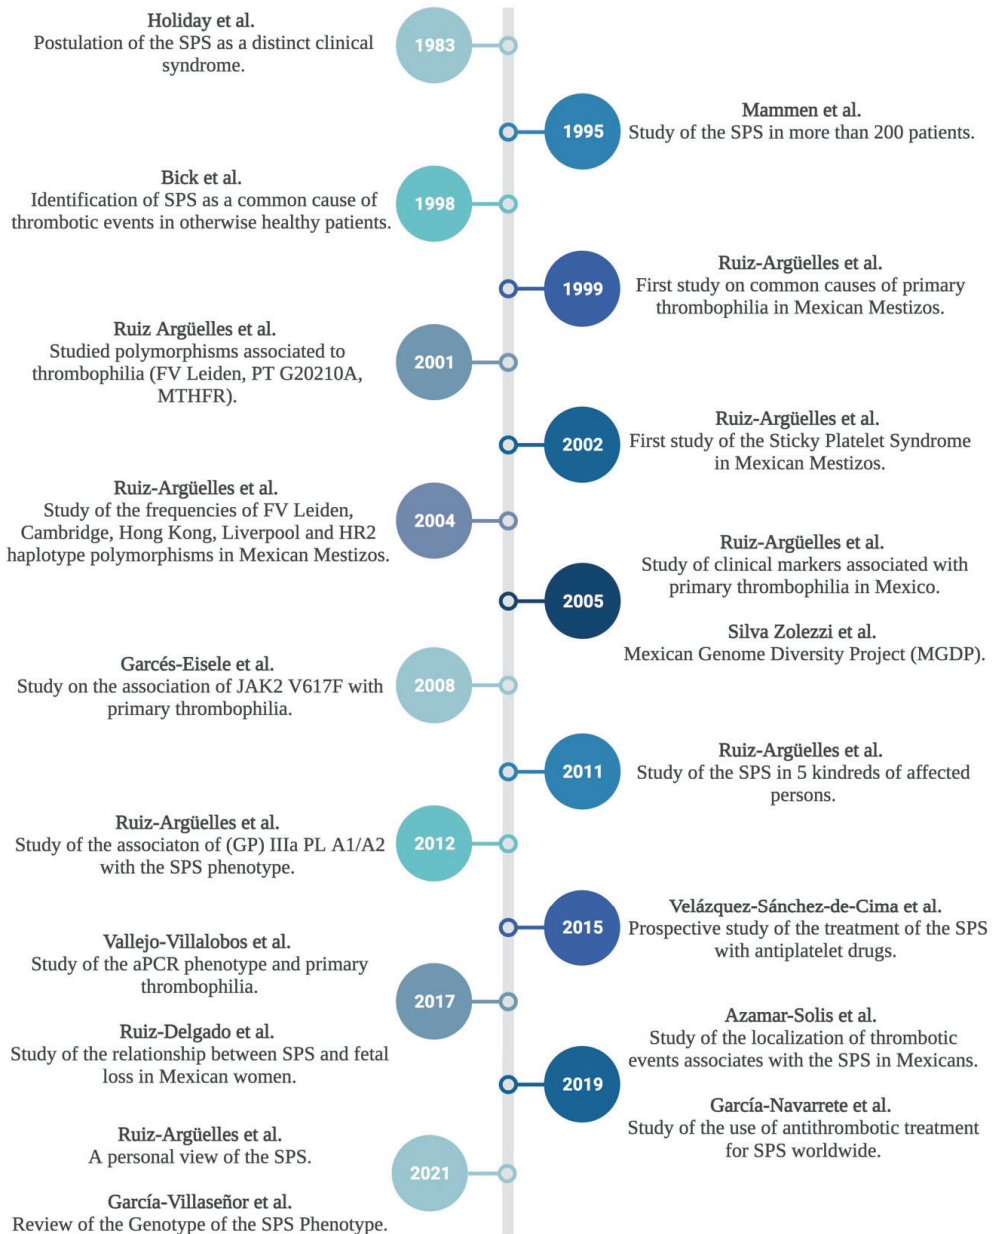 Holiday et al.
Postulation of the SPS as a distinct clinical
syndrome.
1983
Mammen et al.
Study of the SPS in more than 200 patients.
1995
Bick et al.
Identification of SPS as a common cause of
thrombotic events in otherwise healthy patients.
1998
Ruiz-Argüelles et al.
First study on common causes of primary
thrombophilia in Mexican Mestizos.
1999
Ruiz Argüelles et al.
Studied polymorphisms associated to
thrombophilia (FV Leiden, PT G20210A,
MTHFR).
2001
Ruiz-Argüelles et al.
First study of the Sticky Platelet Syndrome
in Mexican Mestizos.
2002
Ruiz-Argüelles et al.
Study of the frequencies of FV Leiden,
Cambridge, Hong Kong, Liverpool and HR2
haplotype polymorphisms in Mexican Mestizos.
2004
Ruiz-Argüelles et al.
Study of clinical markers associated with
primary thrombophilia in Mexico.
2005
Silva Zolezzi et al.
Mexican Genome Diversity Project (MGDP).
Garcés-Eisele et al.
Study on the association of JAK2 V617F with
primary thrombophilia.
2008
Ruiz-Argüelles et al.
Study of the SPS in 5 kindreds of affected
persons.
2011
Ruiz-Argüelles et al.
Study of the associaton of (GP) IIIa PL A1/A2
with the SPS phenotype.
2012
Velázquez-Sánchez-de-Cima et al.
Prospective study of the treatment of the SPS
with antiplatelet drugs.
2015
Vallejo-Villalobos et al.
Study of the aPCR phenotype and primary
thrombophilia.
2017
Ruiz-Delgado et al.
Study of the relationship between SPS and fetal
loss in Mexican women.
Azamar-Solis et al.
Study of the localization of thrombotic
events associates with the SPS in Mexicans.
2019
García-Navarrete et al.
Study of the use of antithrombotic treatment
for SPS worldwide.
Ruiz-Argüelles et al.
A personal view of the SPS.
2021
García-Villaseñor et al.
Review of the Genotype of the SPS Phenotype.